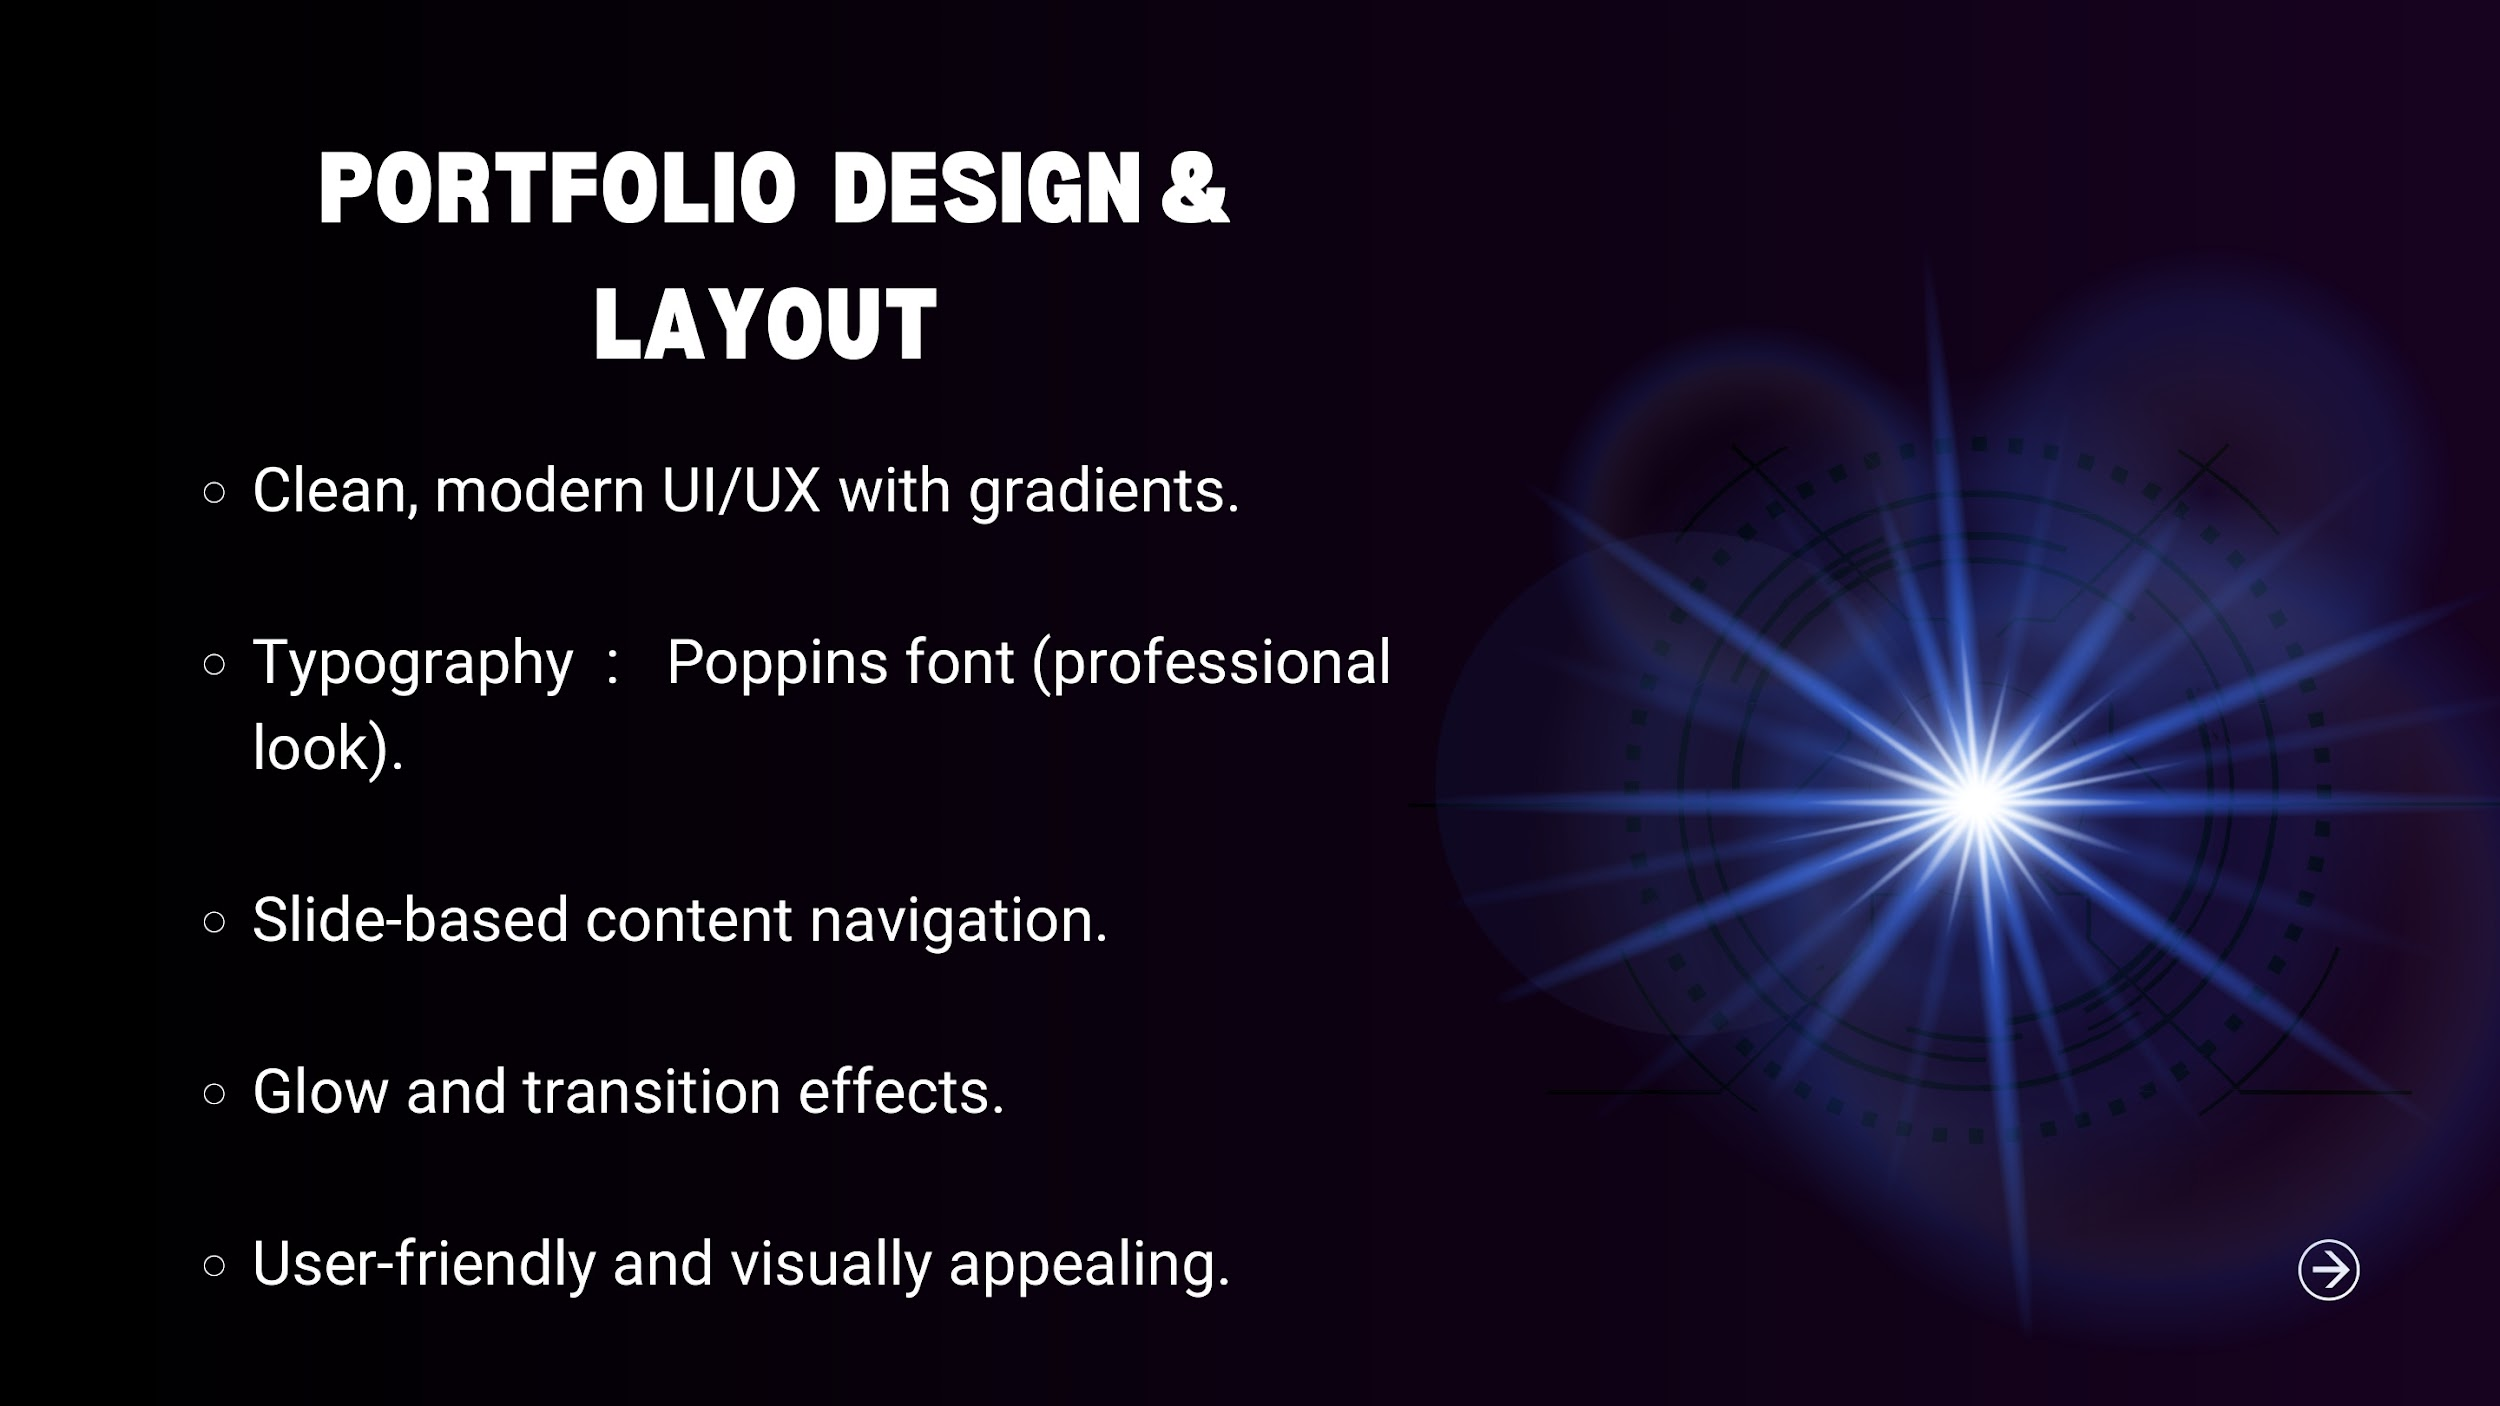 PORTFOLIO DESIGN &
LAYOUT
Clean, modern UI/UX with gradients.
Typography : Poppins font (professional
look).
Slide-based content navigation.
Glow and transition effects.
User-friendly and visually appealing.